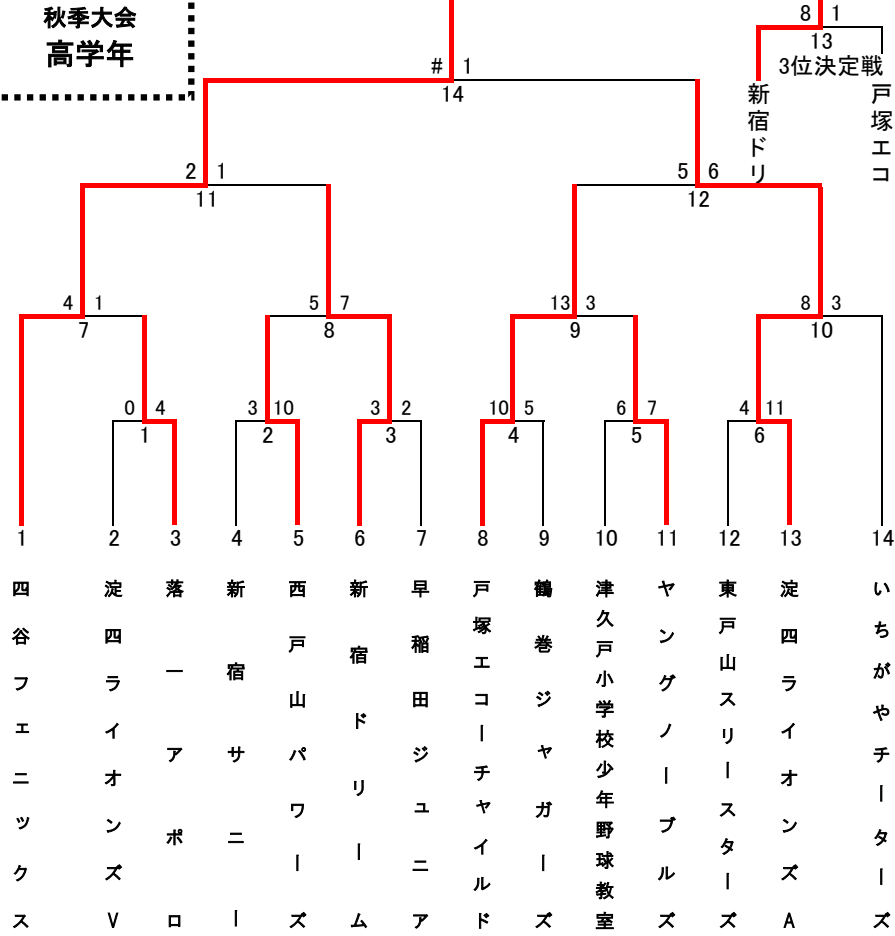 秋季大会
高学年
8 1
13
3位決定戦
新宿ドリ
戸塚エコ
# 1
14
2 1
11
5 6
12
4 1
7
5 7
8
13 3
9
8 3
10
0 4
1
3 10
2
3 2
3
10 5
4
6 7
5
4 11
6
1 2 3 4 5 6 7 8 9 10 11 12 13 14
四谷フェニックス
淀四ライオンズV
落一アポロ
新宿サニー
西戸山パワーズ
新宿ドリーム
早稲田ジュニア
戸塚エコーチャイルド
鶴巻ジャガーズ
津久戸小学校少年野球教室
ヤングノーブルズ
東戸山スリースターズ
淀四ライオンズA
いちがやチーターズ